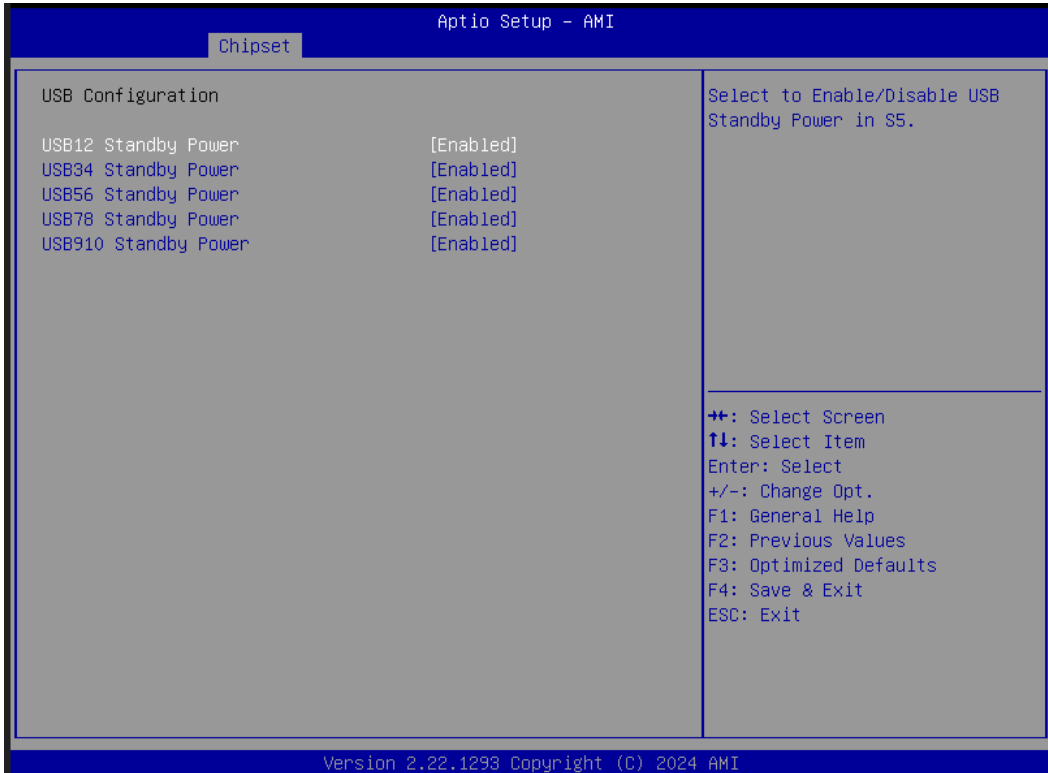 Aptio Setup – AMI
Chipset
USB Configuration
USB12 Standby Power [Enabled]
USB34 Standby Power [Enabled]
USB56 Standby Power [Enabled]
USB78 Standby Power [Enabled]
USB910 Standby Power [Enabled]
Select to Enable/Disable USB
Standby Power in S5.
→←: Select Screen
↑↓: Select Item
Enter: Select
+/-: Change Opt.
F1: General Help
F2: Previous Values
F3: Optimized Defaults
F4: Save & Exit
ESC: Exit
Version 2.22.1293 Copyright (C) 2024 AMI